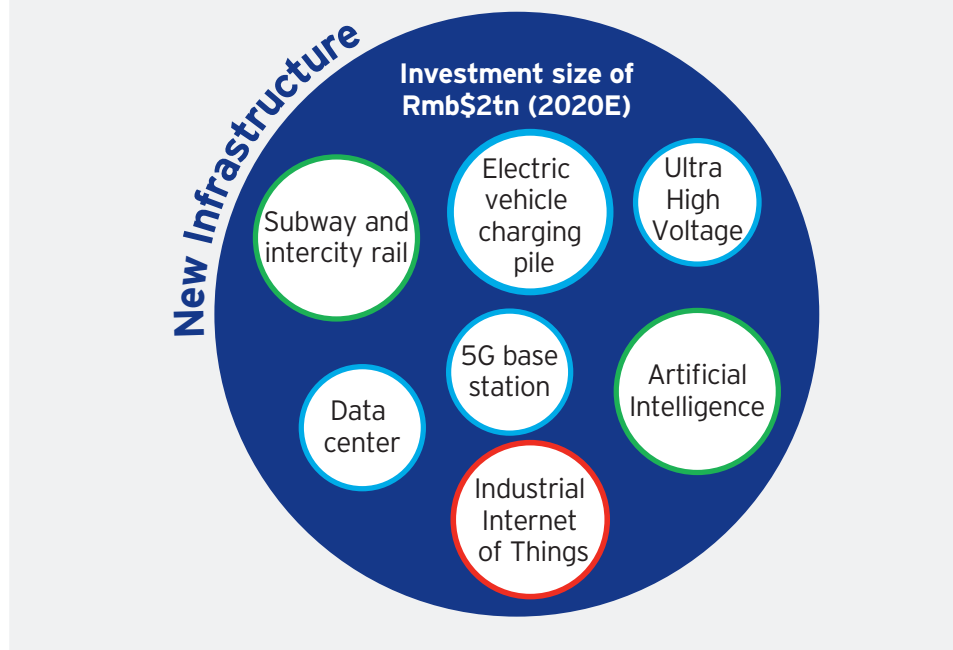 New Infrastructure
Investment size of
Rmb$2tn (2020E)
Subway and
intercity rail
Electric
vehicle
charging
pile
Ultra
High
Voltage
5G base
station
Artificial
Intelligence
Data
center
Industrial
Internet
of Things